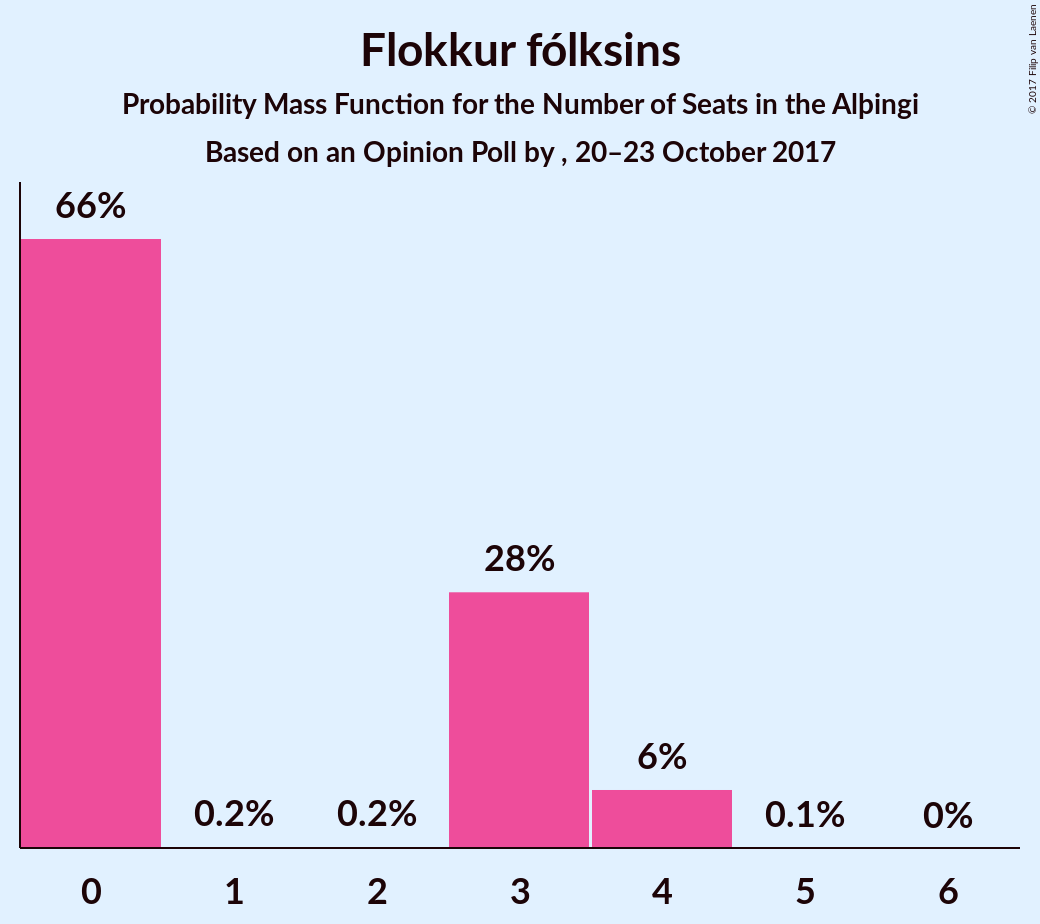 Flokkur fólksins
Probability Mass Function for the Number of Seats in the Alþingi
Based on an Opinion Poll by , 20–23 October 2017
© 2017 Filip van Laenen
66%
0.2%
0.2%
28%
6%
0.1%
0%
0 1 2 3 4 5 6